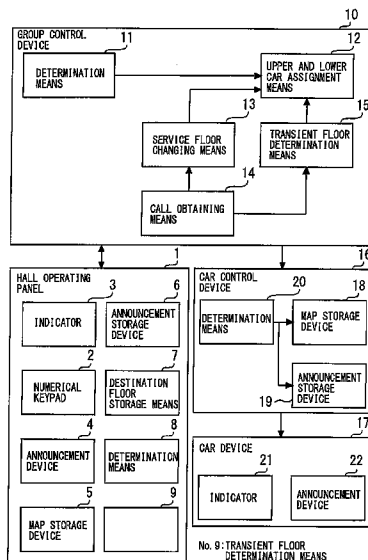 10
GROUP CONTROL
DEVICE
11
12
DETERMINATION
MEANS
UPPER AND LOWER
CAR ASSIGNMENT
MEANS
13
15
SERVICE FLOOR
CHANGING MEANS
TRANSIENT FLOOR
DETERMINATION
MEANS
14
CALL OBTAINING
MEANS
1
16
HALL OPERATING
PANEL
3
6
INDICATOR
ANNOUNCEMENT
STORAGE
DEVICE
2
7
NUMERICAL
KEYPAD
DESTINATION
FLOOR
STORAGE MEANS
4
8
ANNOUNCEMENT
DEVICE
DETERMINATION
MEANS
5
9
MAP STORAGE
DEVICE
CAR CONTROL
DEVICE
20
18
DETERMINATION
MEANS
MAP STORAGE
DEVICE
ANNOUNCEMENT
STORAGE
DEVICE
19
17
CAR DEVICE
21
22
INDICATOR
ANNOUNCEMENT
DEVICE
No. 9:TRANSIENT FLOOR
DETERMINATION MEANS